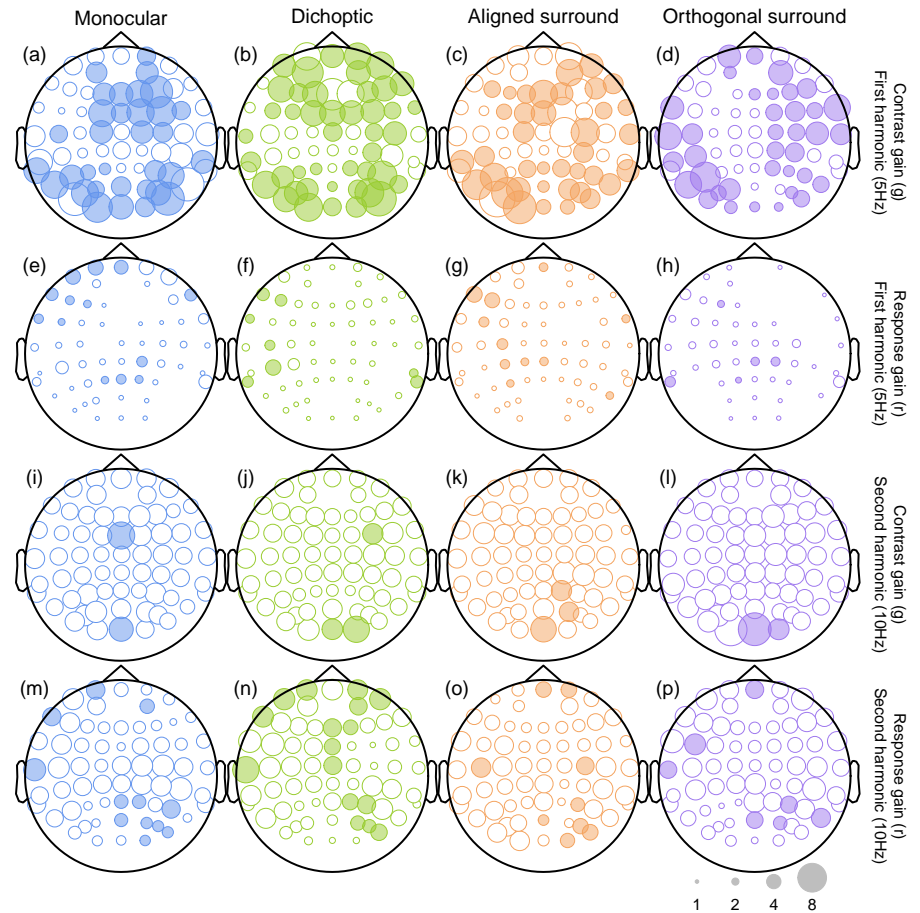 Monocular
Dichoptic
Aligned surround
Orthogonal surround
(a)
(b)
(c)
(d)
Contrast gain (g)
First harmonic (5Hz)
(e)
(f)
(g)
(h)
Response gain (r)
First harmonic (5Hz)
(i)
(j)
(k)
(l)
Contrast gain (g)
Second harmonic (10Hz)
(m)
(n)
(o)
(p)
Response gain (r)
Second harmonic (10Hz)
1 2 4 8